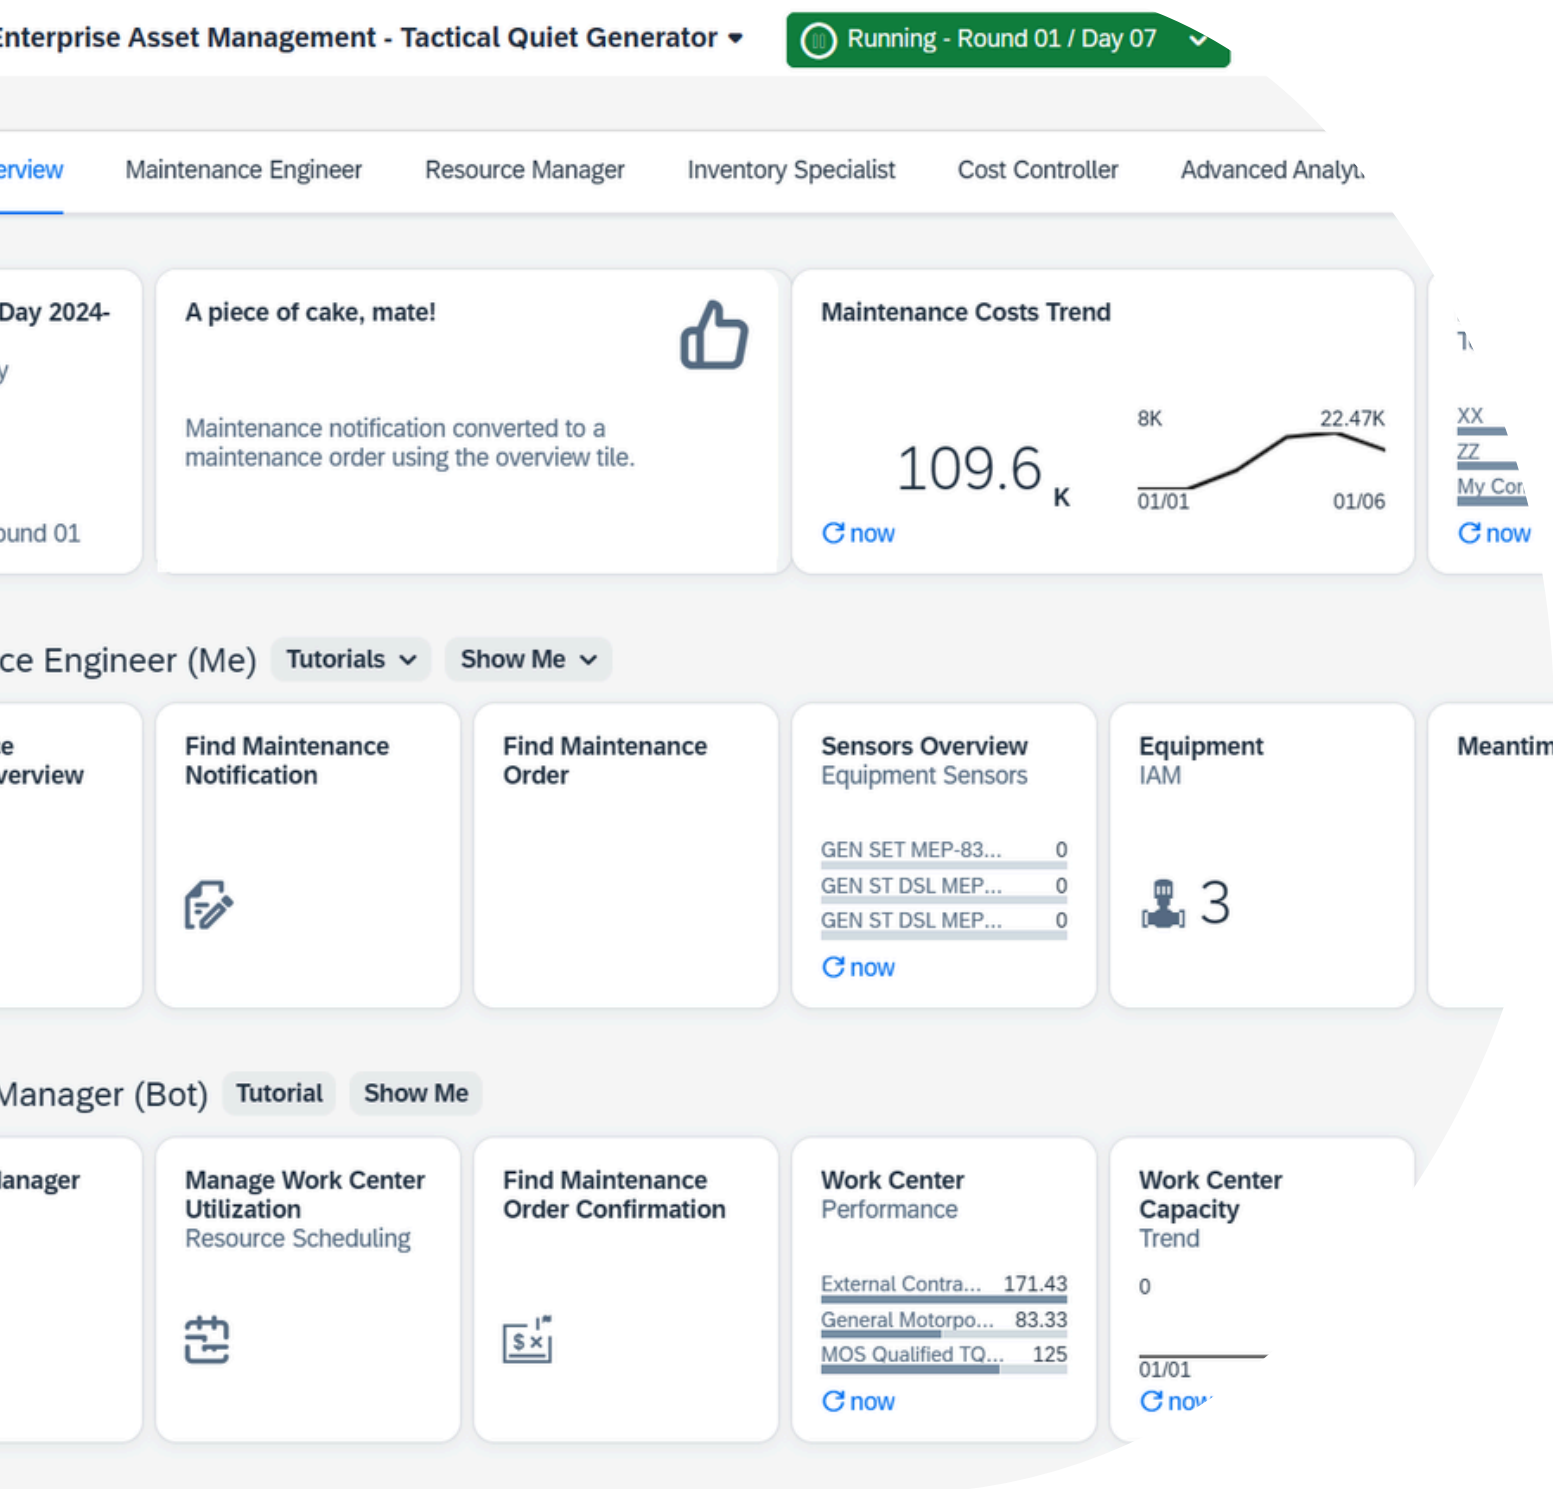 Enterprise Asset Management - Tactical Quiet Generator
Running - Round 01 / Day 07
Maintenance Engineer
Resource Manager
Inventory Specialist
Cost Controller
Advanced
Day 2024-
Round 01
A piece of cake, mate!
Maintenance notification converted to a
maintenance order using the overview tile.
Maintenance Costs Trend
109.6 K
8K
22.47K
01/01
01/06
now
XX
ZZ
My
now
Engineer (Me)
Tutorials
Show Me
Find Maintenance
Notification
Find Maintenance
Order
Sensors Overview
Equipment Sensors
GEN SET MEP-83... 0
GEN ST DSL MEP... 0
GEN ST DSL MEP... 0
now
Equipment
IAM
3
Manager (Bot)
Tutorial
Show Me
Manage Work Center
Utilization
Resource Scheduling
Find Maintenance
Order Confirmation
Work Center
Performance
External Contra... 171.43
General Motorpo... 83.33
MOS Qualified TQ... 125
now
Work Center
Capacity
Trend
0
01/01
now